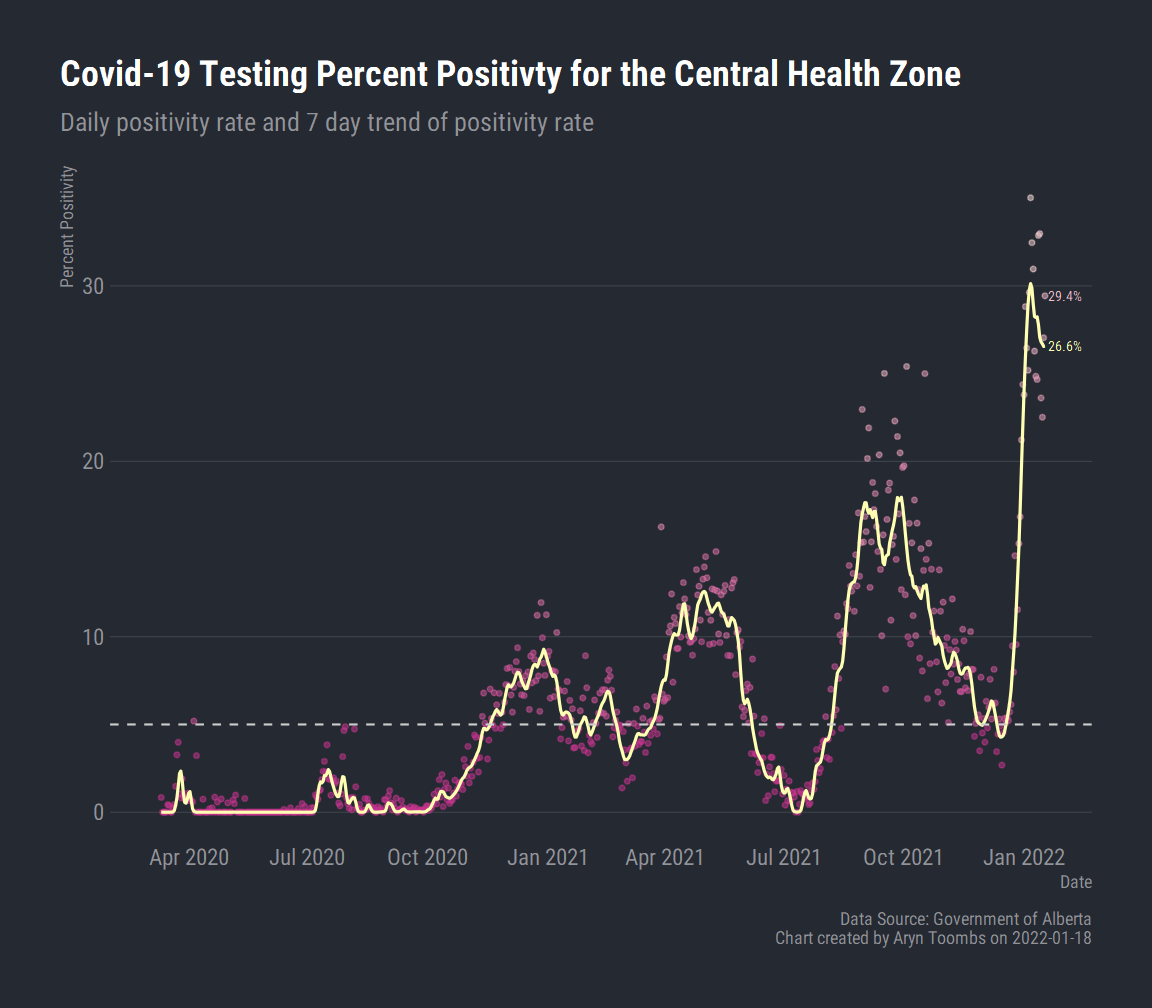 Covid-19 Testing Percent Positivty for the Central Health Zone
Daily positivity rate and 7 day trend of positivity rate
Percent Positivity
30
20
10
0
29.4%
26.6%
Apr 2020 Jul 2020 Oct 2020 Jan 2021 Apr 2021 Jul 2021 Oct 2021 Jan 2022
Date
Data Source: Government of Alberta
Chart created by Aryn Toombs on 2022-01-18